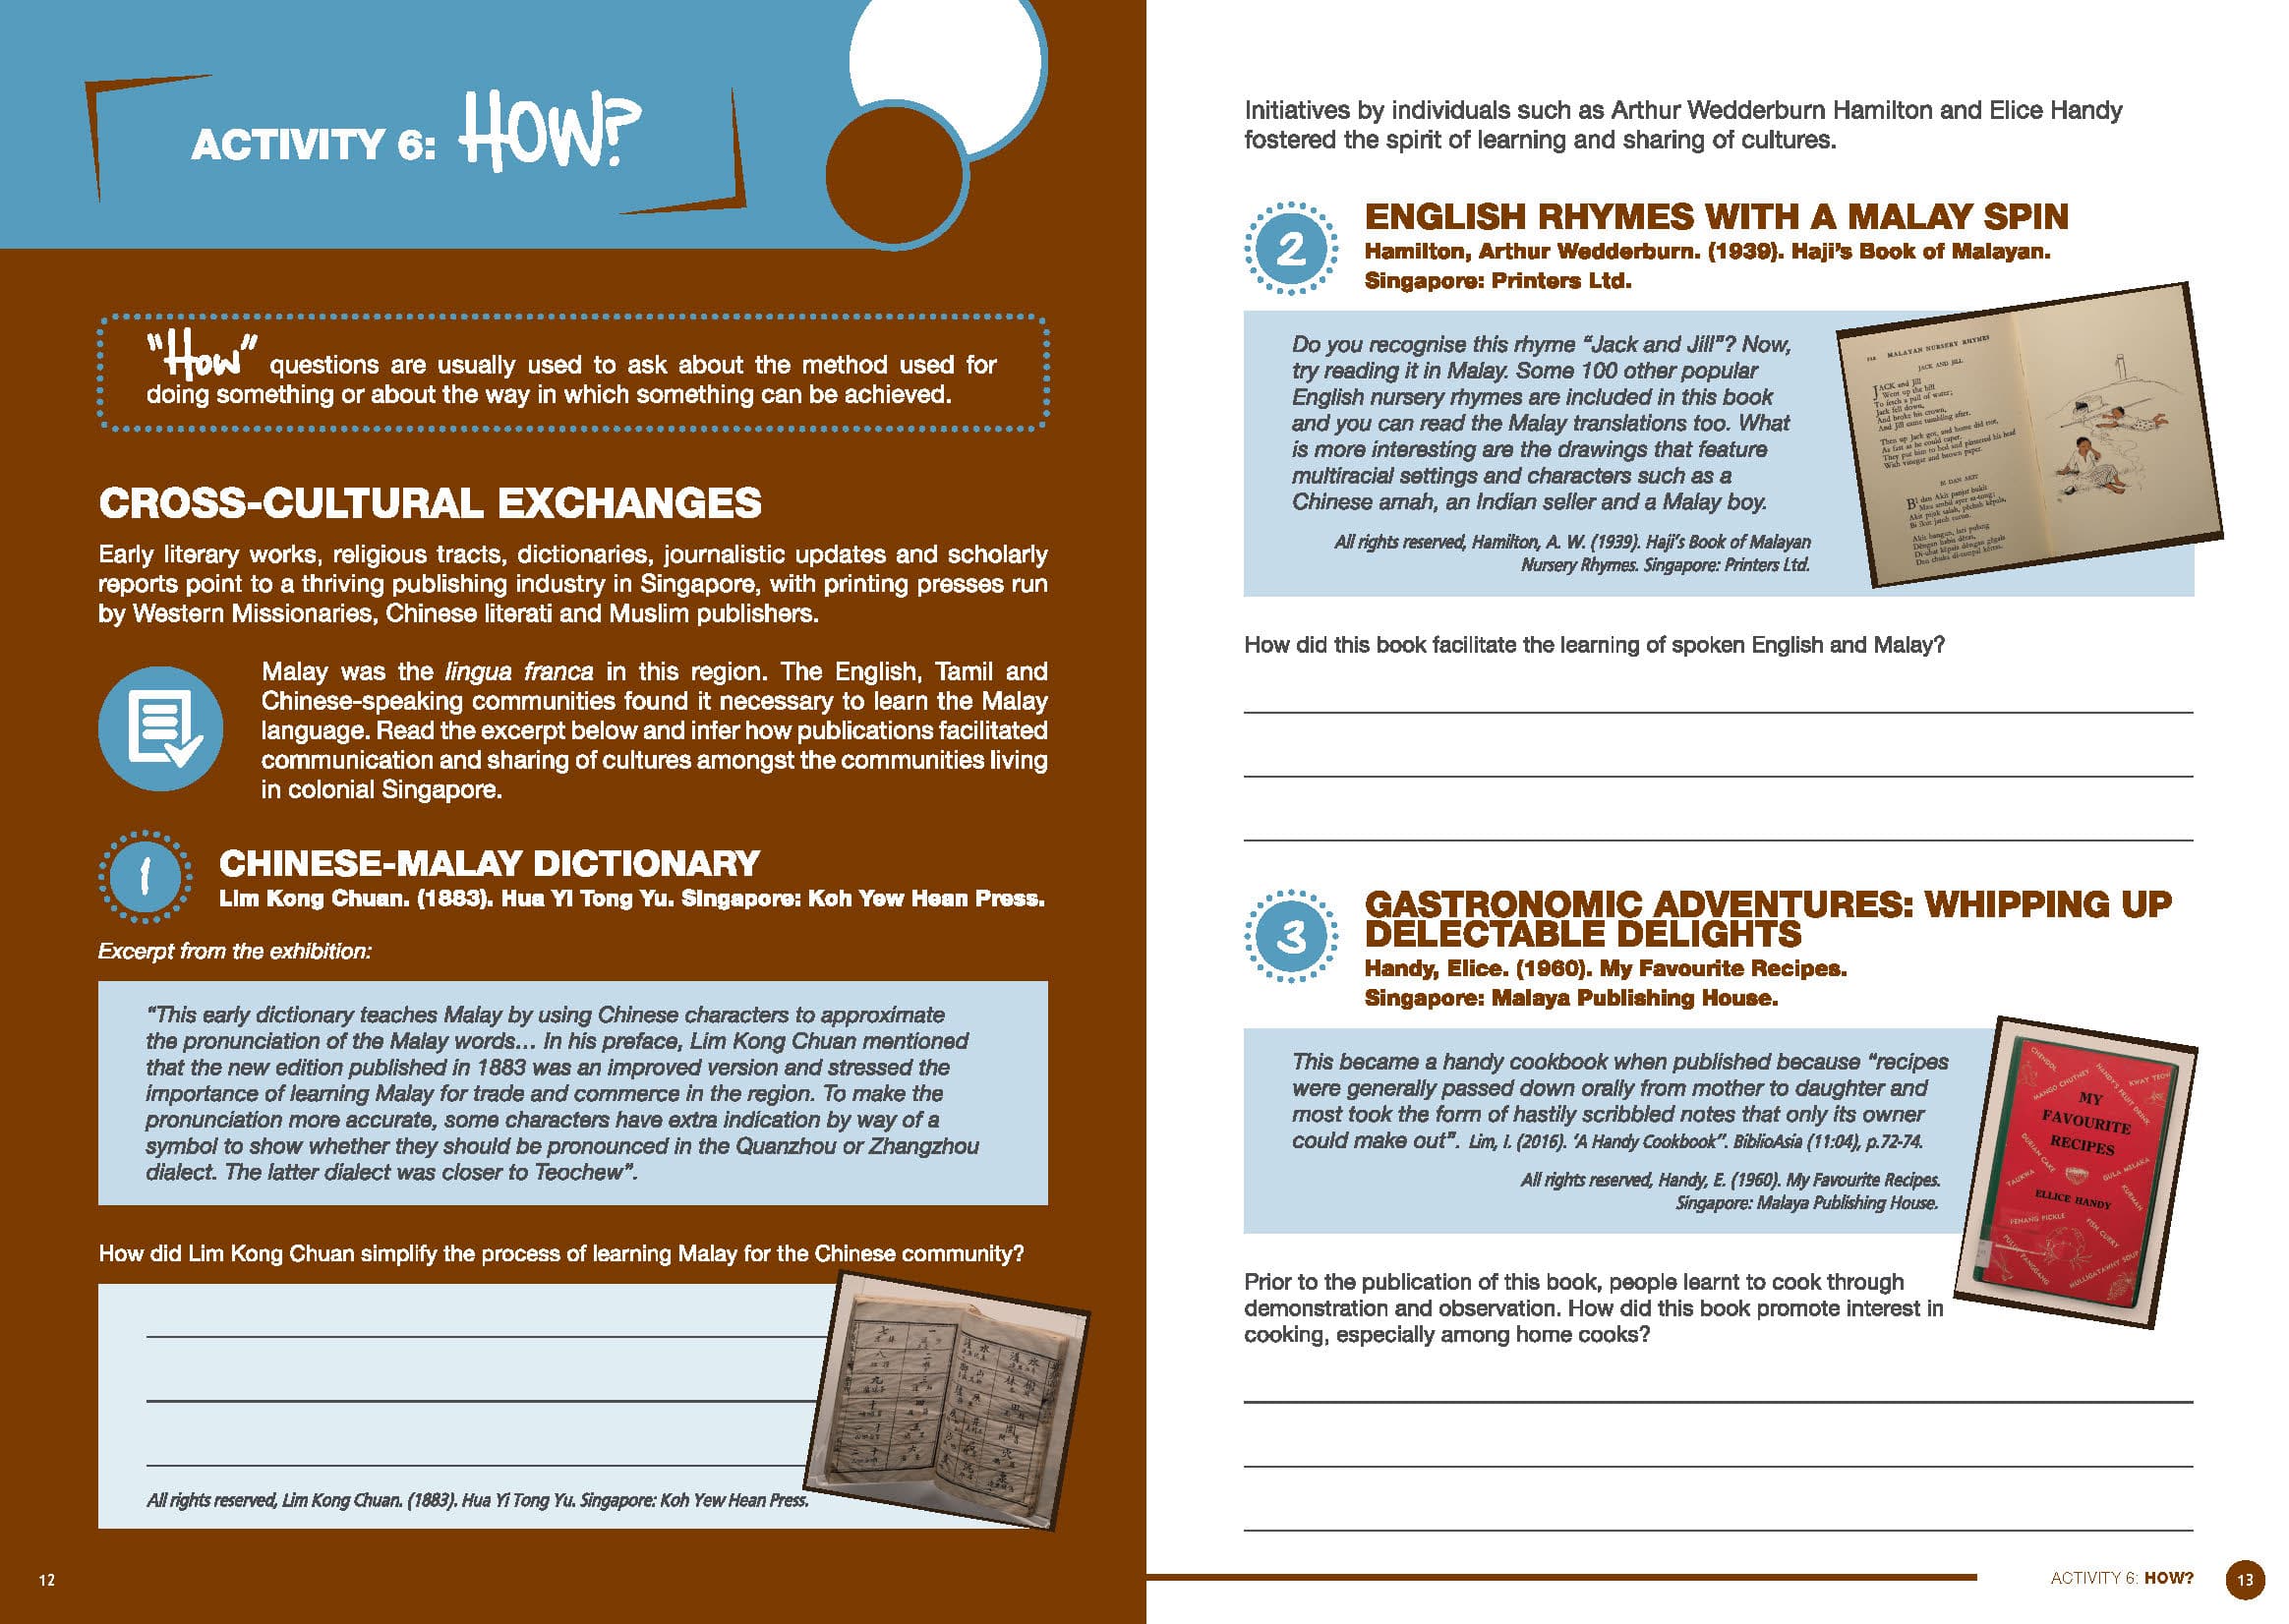 ACTIVITY 6: HOW?
"How" questions are usually used to ask about the method used for
doing something or about the way in which something can be achieved.
CROSS-CULTURAL EXCHANGES
Early literary works, religious tracts, dictionaries, journalistic updates and scholarly
reports point to a thriving publishing industry in Singapore, with printing presses run
by Western Missionaries, Chinese literati and Muslim publishers.
Malay was the lingua franca in this region. The English, Tamil and
Chinese-speaking communities found it necessary to learn the Malay
language. Read the excerpt below and infer how publications facilitated
communication and sharing of cultures amongst the communities living
in colonial Singapore.
1
CHINESE-MALAY DICTIONARY
Lim Kong Chuan. (1883). Hua Yi Tong Yu. Singapore: Koh Yew Hean Press.
Excerpt from the exhibition:
“This early dictionary teaches Malay by using Chinese characters to approximate
the pronunciation of the Malay words… In his preface, Lim Kong Chuan mentioned
that the new edition published in 1883 was an improved version and stressed the
importance of learning Malay for trade and commerce in the region. To make the
pronunciation more accurate, some characters have extra indication by way of a
symbol to show whether they should be pronounced in the Quanzhou or Zhangzhou
dialect. The latter dialect was closer to Teochew”.
How did Lim Kong Chuan simplify the process of learning Malay for the Chinese community?
All rights reserved, Lim Kong Chuan. (1883). Hua Yi Tong Yu. Singapore: Koh Yew Hean Press.
12
Initiatives by individuals such as Arthur Wedderburn Hamilton and Elice Handy
fostered the spirit of learning and sharing of cultures.
2
ENGLISH RHYMES WITH A MALAY SPIN
Hamilton, Arthur Wedderburn. (1939). Haji’s Book of Malayan.
Singapore: Printers Ltd.
Do you recognise this rhyme “Jack and Jill”? Now,
try reading it in Malay. Some 100 other popular
English nursery rhymes are included in this book
and you can read the Malay translations too. What
is more interesting are the drawings that feature
multiracial settings and characters such as a
Chinese amah, an Indian seller and a Malay boy.
All rights reserved, Hamilton, A. W. (1939). Haji’s Book of Malayan
Nursery Rhymes. Singapore: Printers Ltd.
MALAYAN NURSERY RHYMES
JACK AND JILL
JACK and Jill
Went up the hill
To fetch a pail of water;
Jack fell down,
And broke his crown,
And Jill came tumbling after.
Then up Jack got, and home did trot,
As fast as he could caper;
They put him to bed and plastered his head
With vinegar and brown paper.
How did this book facilitate the learning of spoken English and Malay?
3
GASTRONOMIC ADVENTURES: WHIPPING UP
DELECTABLE DELIGHTS
Handy, Elice. (1960). My Favourite Recipes.
Singapore: Malaya Publishing House.
This became a handy cookbook when published because “recipes
were generally passed down orally from mother to daughter and
most took the form of hastily scribbled notes that only its owner
could make out”. Lim, I. (2016). ‘A Handy Cookbook”. BiblioAsia (11:04), p.72-74.
All rights reserved, Handy, E. (1960). My Favourite Recipes.
Singapore: Malaya Publishing House.
CHENDOL
MANGO CHUTNEY
HANDY'S FRUIT DRINK
KWAY TEOW
MY
FAVOURITE
RECIPES
DURIAN CAKE
TAUKWA
GULA MELAKA
KURMAH
ELLICE HANDY
PENANG PICKLE
FISH CURRY
PULUT PANGGANG
MULLIGATAWNY SOUP
Prior to the publication of this book, people learnt to cook through
demonstration and observation. How did this book promote interest in
cooking, especially among home cooks?
ACTIVITY 6: HOW?
13